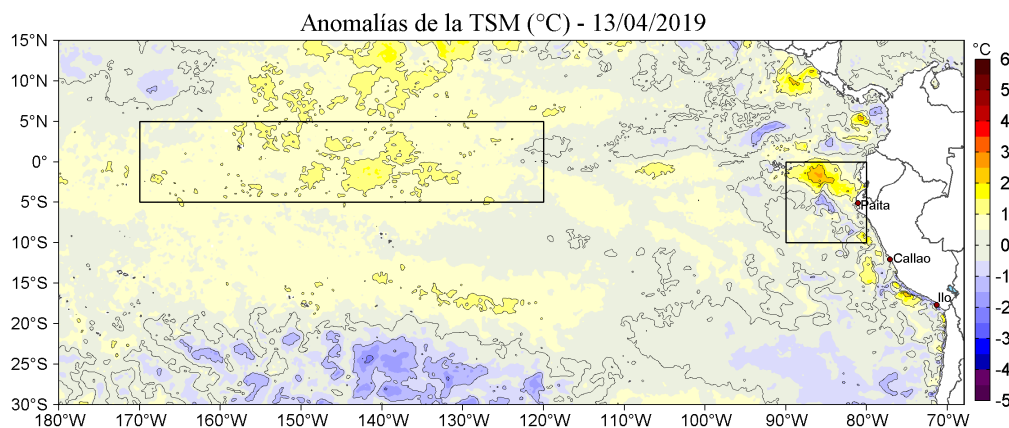 Anomalías de la TSM (°C) - 13/04/2019
15°N
10°N
5°N
0°
5°S
10°S
15°S
20°S
25°S
30°S
180°W
170°W
160°W
150°W
140°W
130°W
120°W
110°W
100°W
90°W
80°W
70°W
Paita
Callao
Ilo
°C
6
5
4
3
2
1
0
-1
-2
-3
-4
-5